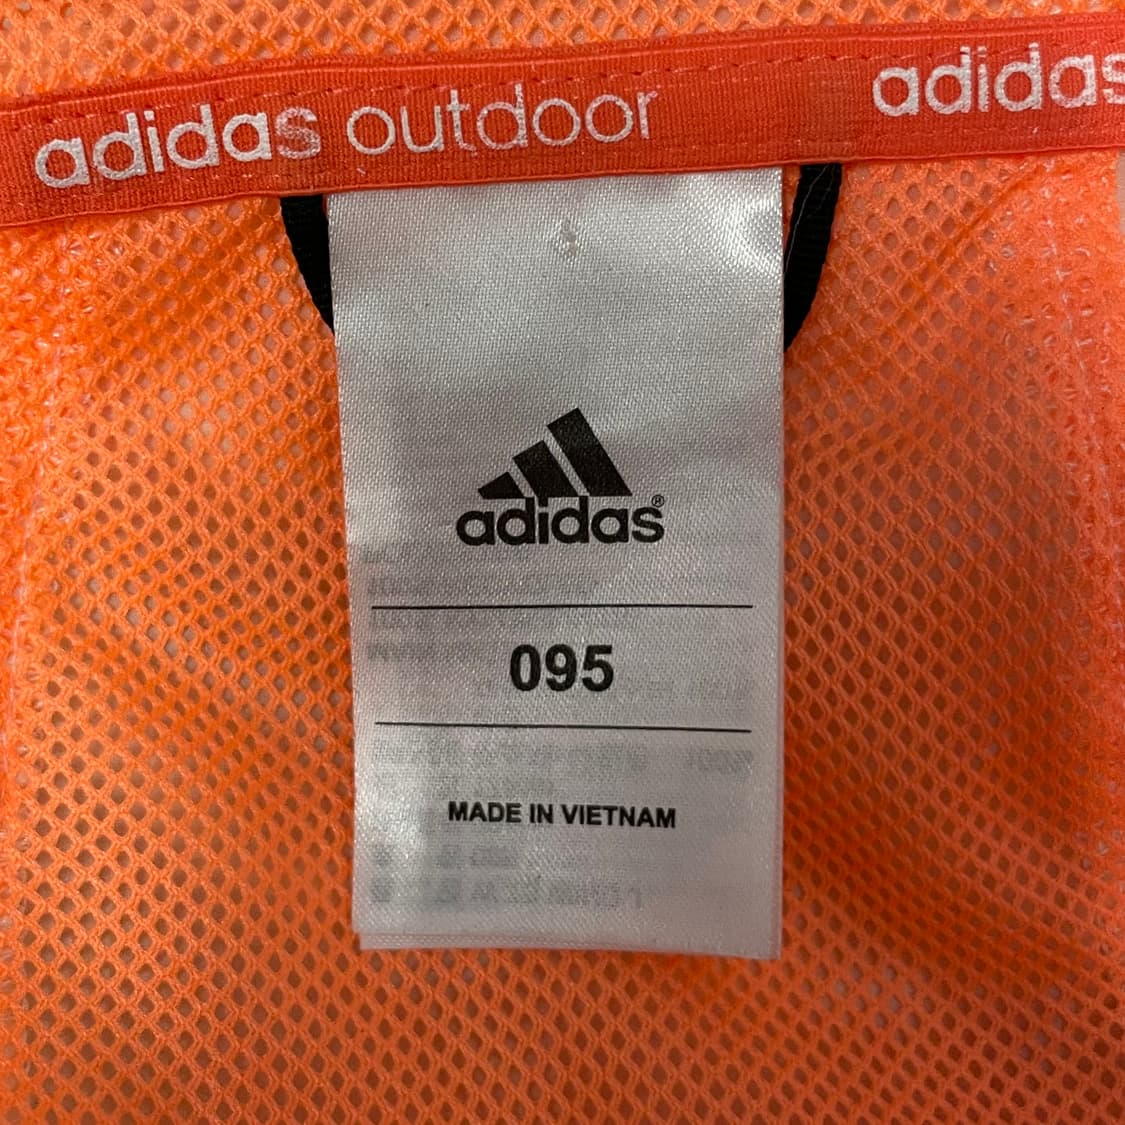 adidas outdoor adidas
adidas®
095
MADE IN VIETNAM